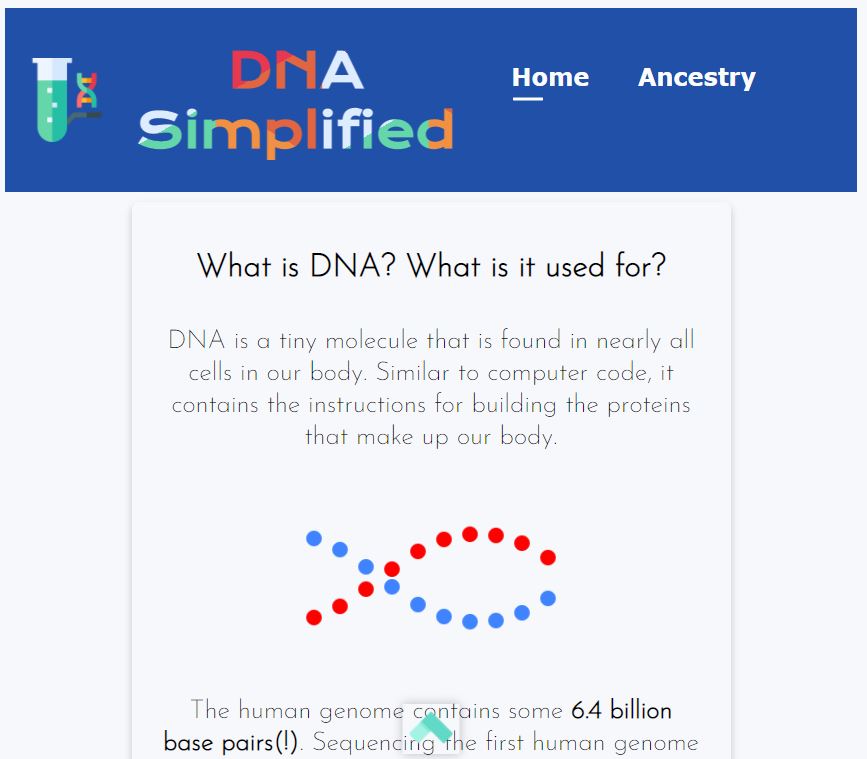 DNA
Simplified
Home
Ancestry
What is DNA? What is it used for?
DNA is a tiny molecule that is found in nearly all
cells in our body. Similar to computer code, it
contains the instructions for building the proteins
that make up our body.
The human genome contains some 6.4 billion
base pairs(!). Sequencing the first human genome